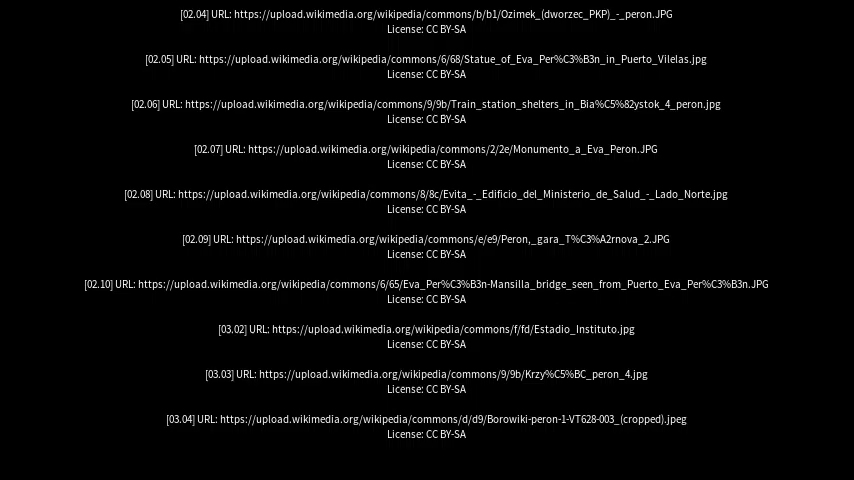 [02.04] URL: https://upload.wikimedia.org/wikipedia/commons/b/b1/Ozimek_(dworzec_PKP)_-_peron.JPG
License: CC BY-SA
[02.05] URL: https://upload.wikimedia.org/wikipedia/commons/6/68/Statue_of_Eva_Per%C3%B3n_in_Puerto_Vilelas.jpg
License: CC BY-SA
[02.06] URL: https://upload.wikimedia.org/wikipedia/commons/9/9b/Train_station_shelters_in_Bia%C5%82ystok_4_peron.jpg
License: CC BY-SA
[02.07] URL: https://upload.wikimedia.org/wikipedia/commons/2/2e/Monumento_a_Eva_Peron.JPG
License: CC BY-SA
[02.08] URL: https://upload.wikimedia.org/wikipedia/commons/8/8c/Evita_-_Edificio_del_Ministerio_de_Salud_-_Lado_Norte.jpg
License: CC BY-SA
[02.09] URL: https://upload.wikimedia.org/wikipedia/commons/e/e9/Peron,_gara_T%C3%A2rnova_2.JPG
License: CC BY-SA
[02.10] URL: https://upload.wikimedia.org/wikipedia/commons/6/65/Eva_Per%C3%B3n-Mansilla_bridge_seen_from_Puerto_Eva_Per%C3%B3n.JPG
License: CC BY-SA
[03.02] URL: https://upload.wikimedia.org/wikipedia/commons/f/fd/Estadio_Instituto.jpg
License: CC BY-SA
[03.03] URL: https://upload.wikimedia.org/wikipedia/commons/9/9b/Krzy%C5%BC_peron_4.jpg
License: CC BY-SA
[03.04] URL: https://upload.wikimedia.org/wikipedia/commons/d/d9/Borowiki-peron-1-VT628-003_(cropped).jpeg
License: CC BY-SA